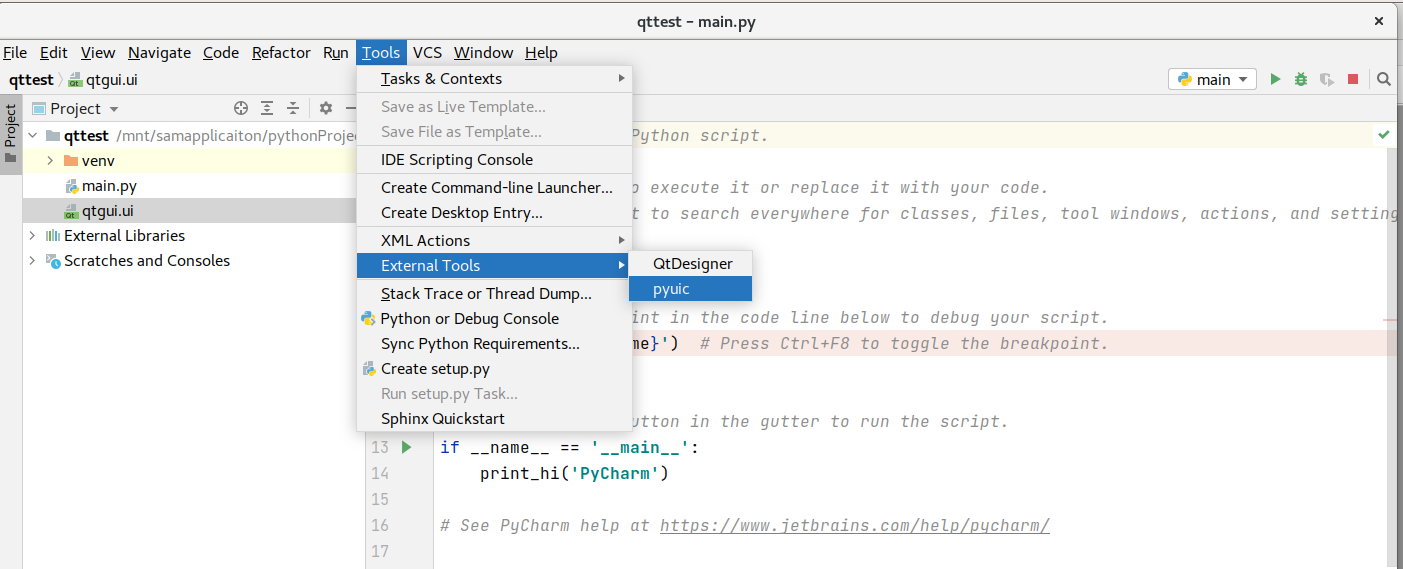 qttest – main.py
File Edit View Navigate Code Refactor Run Tools VCS Window Help
qttest qtgui.ui main
Project
Project
qttest /mnt/samapplicaiton/pythonProje
venv
main.py
qtgui.ui
External Libraries
Scratches and Consoles
Tasks & Contexts
Save as Live Template...
Save File as Template...
IDE Scripting Console
Create Command-line Launcher...
Create Desktop Entry...
XML Actions
External Tools
Stack Trace or Thread Dump...
Python or Debug Console
Sync Python Requirements...
Create setup.py
Run setup.py Task...
Sphinx Quickstart
QtDesigner
pyuic
Python script.
execute it or replace it with your code.
to search everywhere for classes, files, tool windows, actions, and setting
int in the code line below to debug your script.
me}') # Press Ctrl+F8 to toggle the breakpoint.
utton in the gutter to run the script.
13 if __name__ == '__main__':
14 print_hi('PyCharm')
15
16 # See PyCharm help at https://www.jetbrains.com/help/pycharm/
17